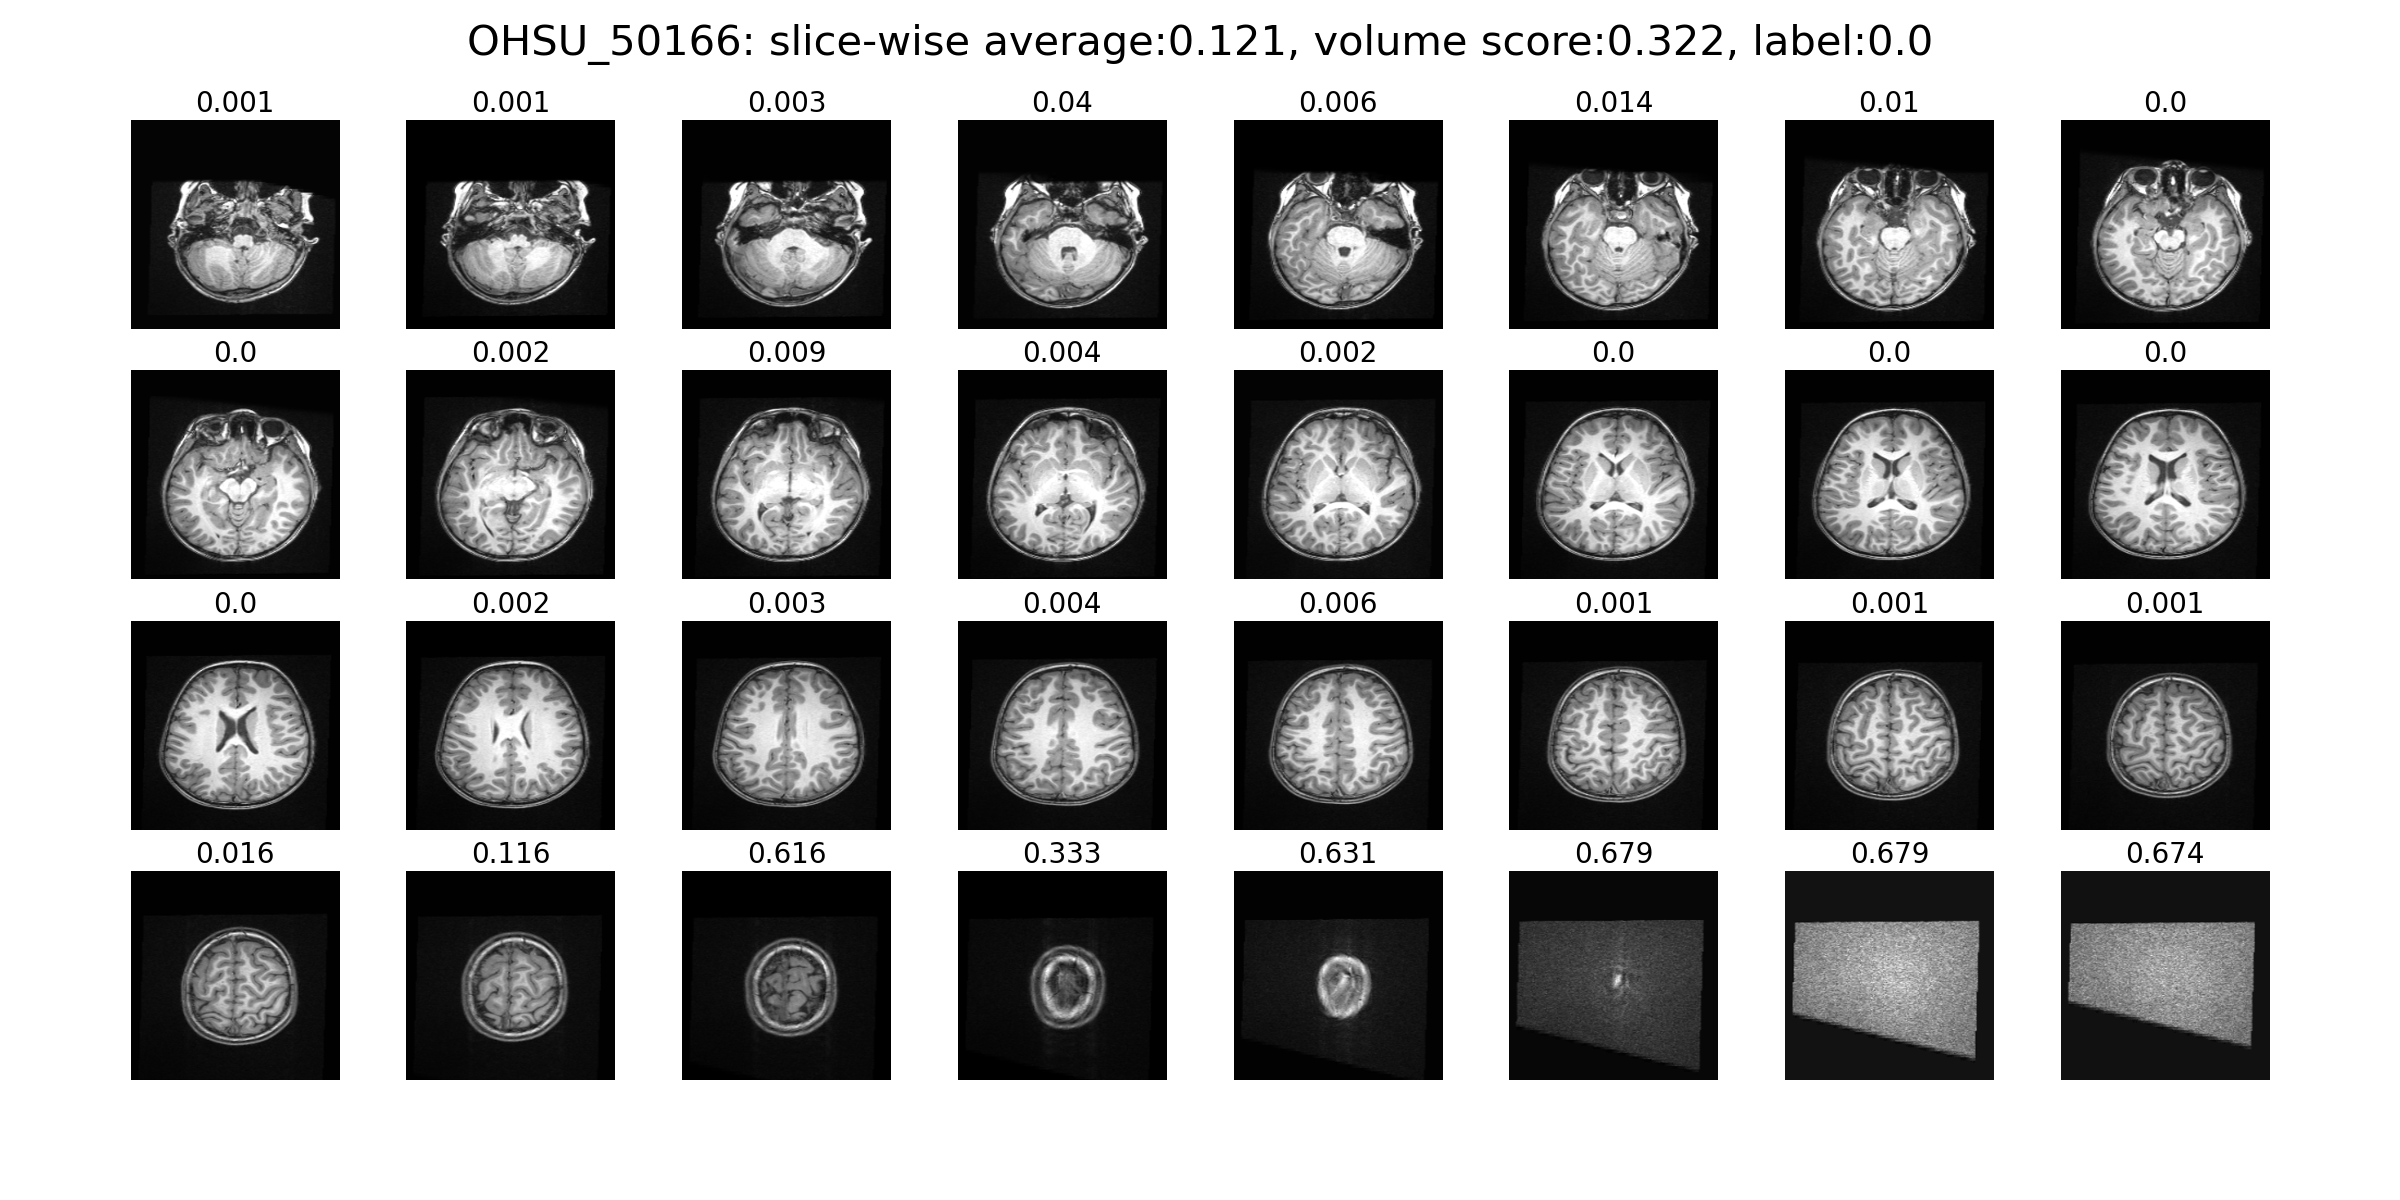 OHSU_50166: slice-wise average:0.121, volume score:0.322, label:0.0
0.001 0.001 0.003 0.04 0.006 0.014 0.01 0.0
0.0 0.002 0.009 0.004 0.002 0.0 0.0 0.0
0.0 0.002 0.003 0.004 0.006 0.001 0.001 0.001
0.016 0.116 0.616 0.333 0.631 0.679 0.679 0.674